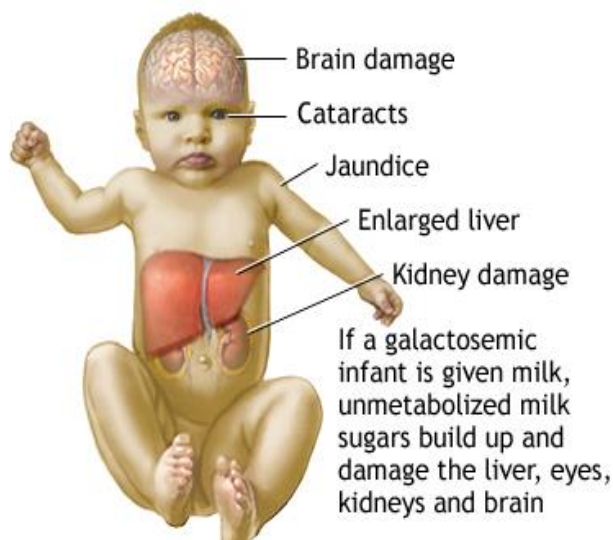 Brain damage
Cataracts
Jaundice
Enlarged liver
Kidney damage
If a galactosemic
infant is given milk,
unmetabolized milk
sugars build up and
damage the liver, eyes,
kidneys and brain